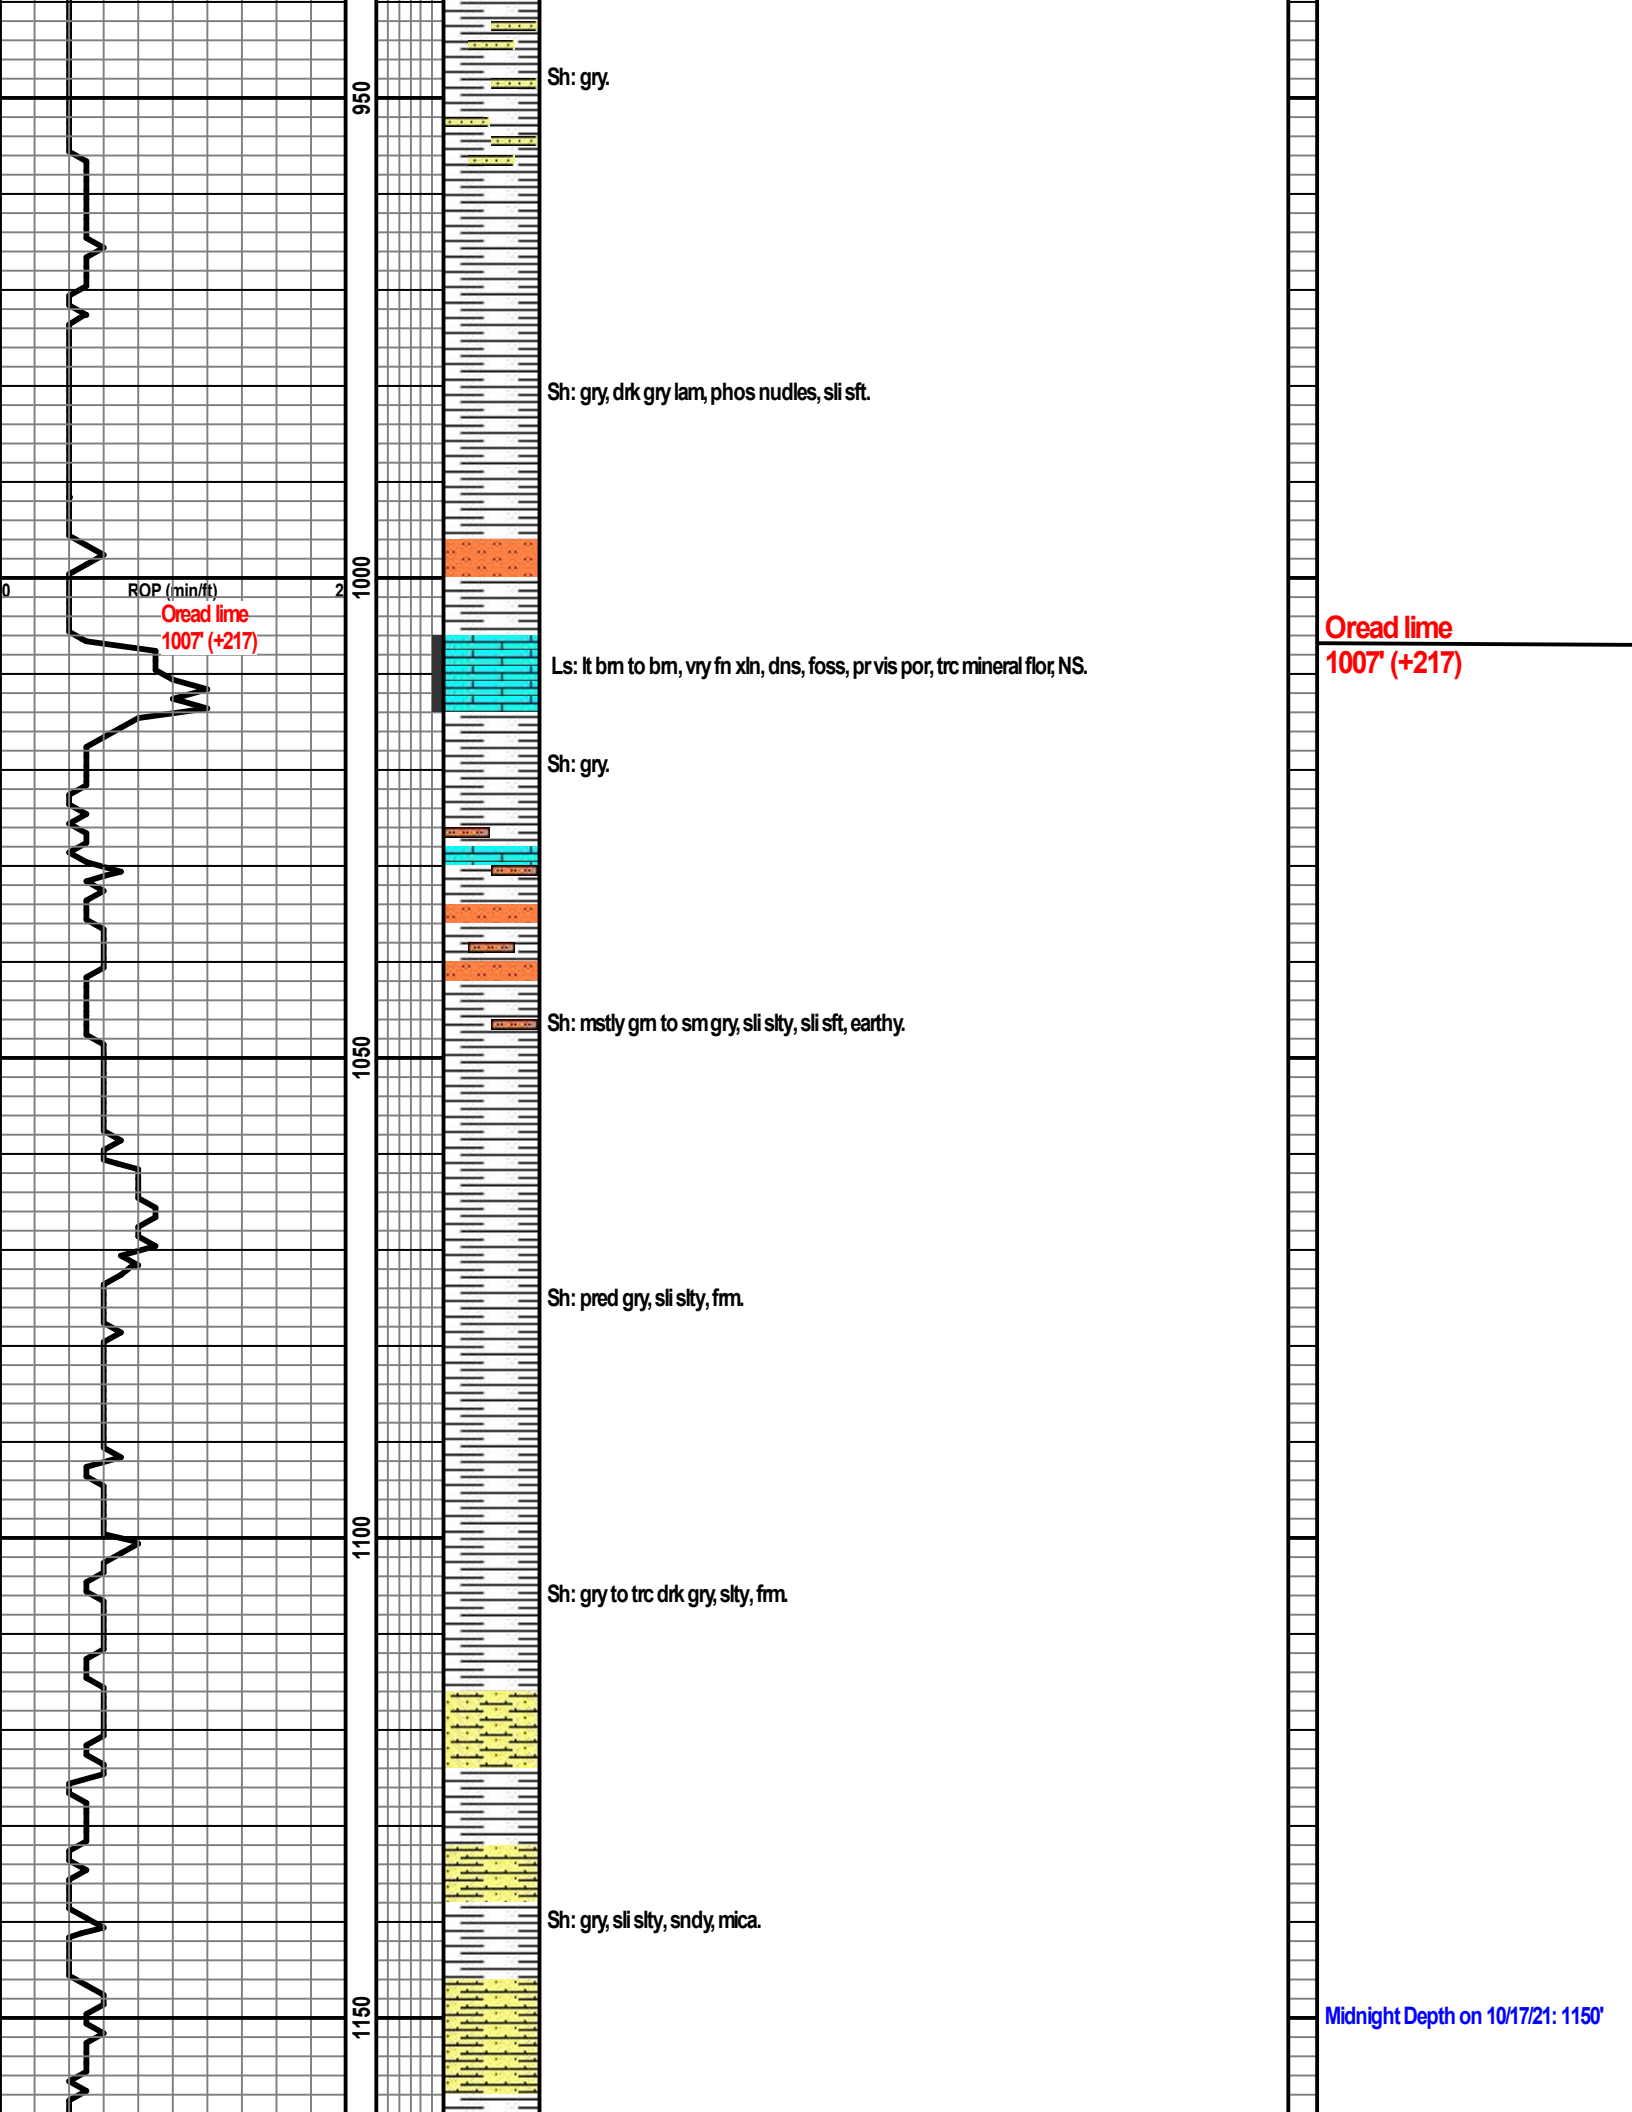 Sh: gry.
950
Sh: gry, drk gry lam, phos nudles, sli sft.
1000
0 ROP (min/ft) 2
Oread lime
1007' (+217)
Oread lime
1007' (+217)
Ls: lt brn to brn, vry fn xln, dns, foss, pr vis por, trc mineral flor, NS.
Sh: gry.
Sh: mstly grn to sm gry, sli slty, sli sft, earthy.
1050
Sh: pred gry, sli slty, frm.
1100
Sh: gry to trc drk gry, slty, frm.
Sh: gry, sli slty, sndy, mica.
1150
Midnight Depth on 10/17/21: 1150'